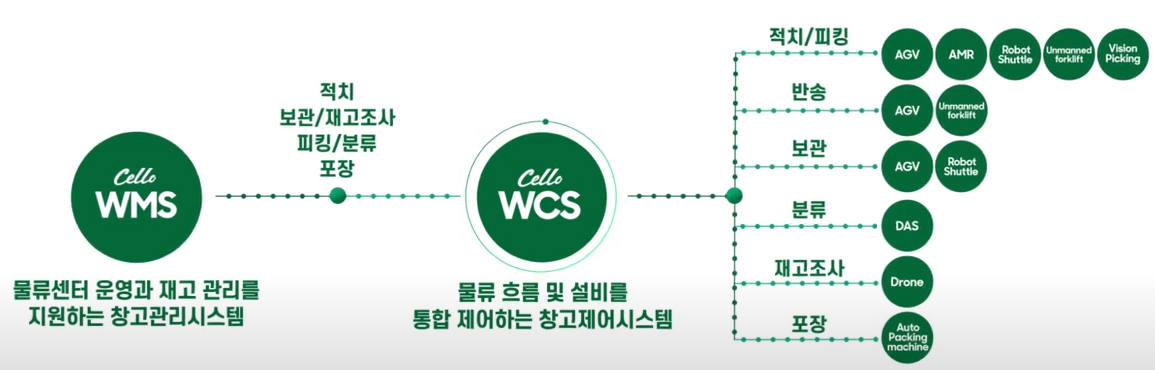 Cello
WMS
물류센터 운영과 재고 관리를
지원하는 창고관리시스템
적치
보관/재고조사
피킹/분류
포장
Cello
WCS
물류 흐름 및 설비를
통합 제어하는 창고제어시스템
적치/피킹
AGV
AMR
Robot
Shuttle
Unmanned
forklift
Vision
Picking
반송
AGV
Unmanned
forklift
보관
AGV
Robot
Shuttle
분류
DAS
재고조사
Drone
포장
Auto
Packing
machine